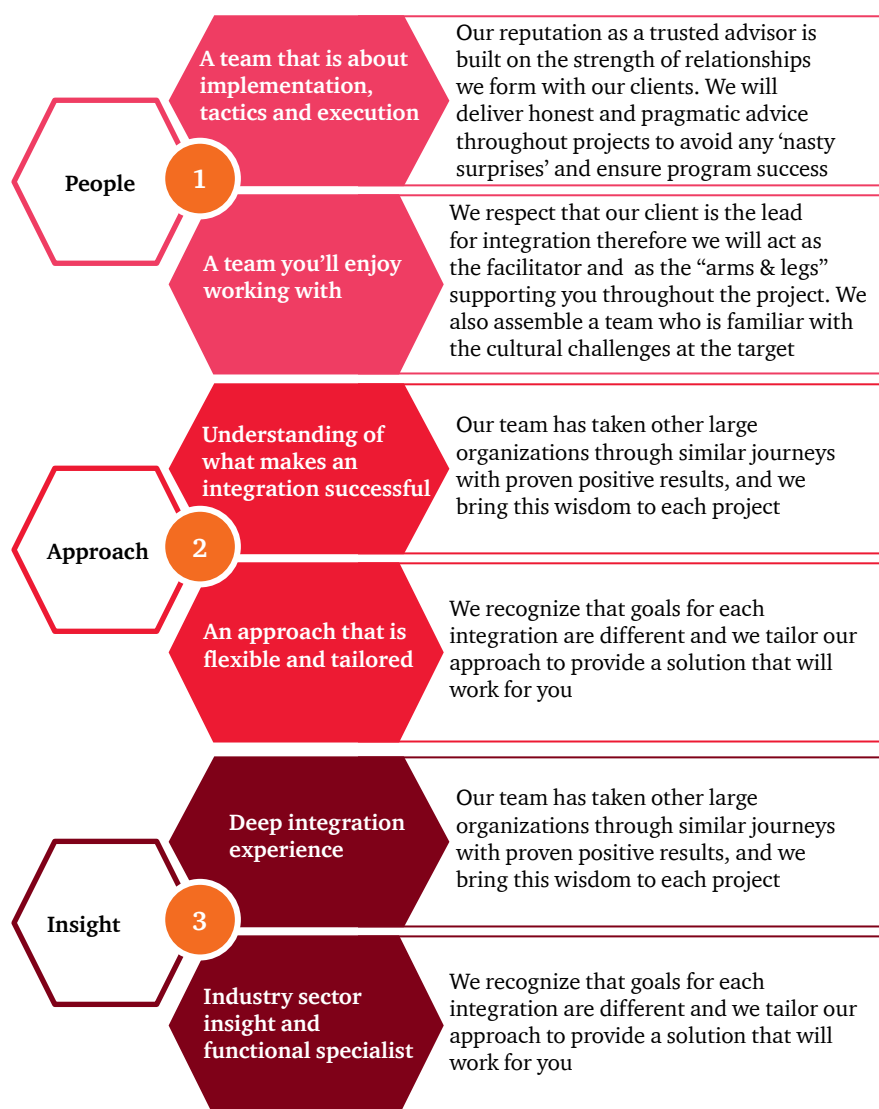 People
1
A team that is about
implementation,
tactics and execution
Our reputation as a trusted advisor is
built on the strength of relationships
we form with our clients. We will
deliver honest and pragmatic advice
throughout projects to avoid any ‘nasty
surprises’ and ensure program success
A team you’ll enjoy
working with
We respect that our client is the lead
for integration therefore we will act as
the facilitator and  as the “arms & legs”
supporting you throughout the project. We
also assemble a team who is familiar with
the cultural challenges at the target
Approach
2
Understanding of
what makes an
integration successful
Our team has taken other large
organizations through similar journeys
with proven positive results, and we
bring this wisdom to each project
An approach that is
flexible and tailored
We recognize that goals for each
integration are different and we tailor our
approach to provide a solution that will
work for you
Insight
3
Deep integration
experience
Our team has taken other large
organizations through similar journeys
with proven positive results, and we
bring this wisdom to each project
Industry sector
insight and
functional specialist
We recognize that goals for each
integration are different and we tailor our
approach to provide a solution that will
work for you